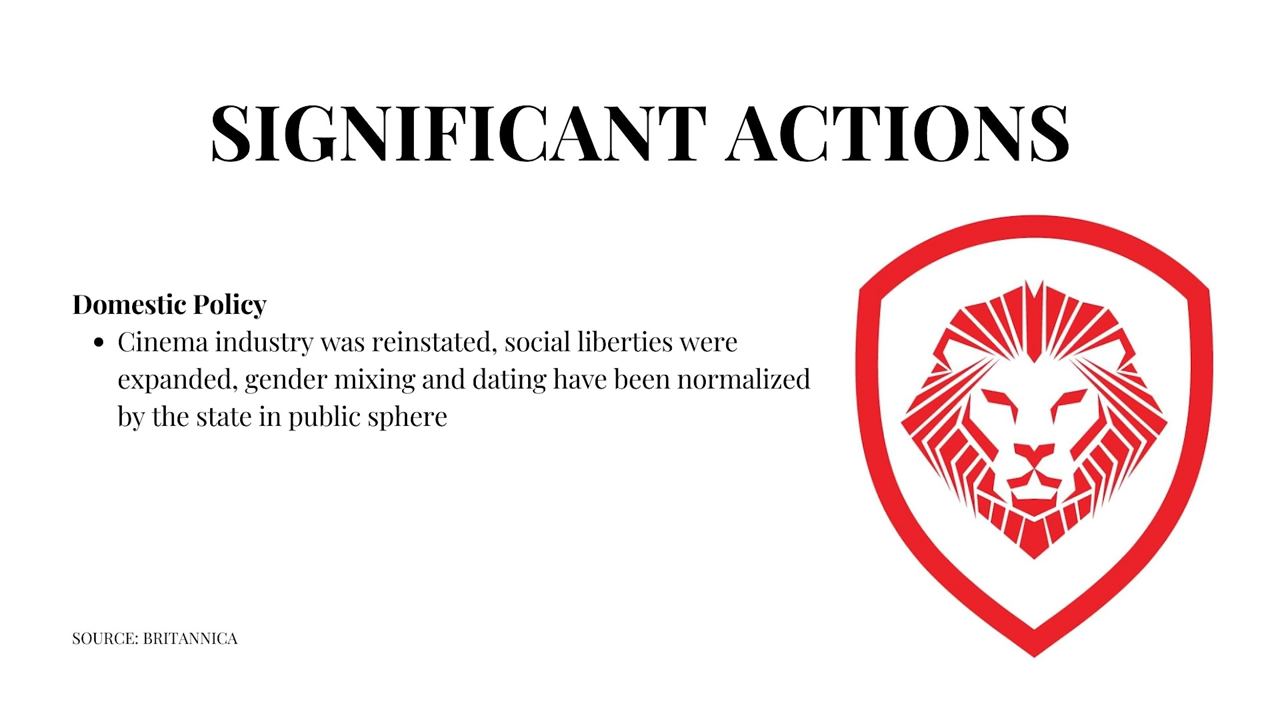 SIGNIFICANT ACTIONS
Domestic Policy
• Cinema industry was reinstated, social liberties were
expanded, gender mixing and dating have been normalized
by the state in public sphere
SOURCE: BRITANNICA